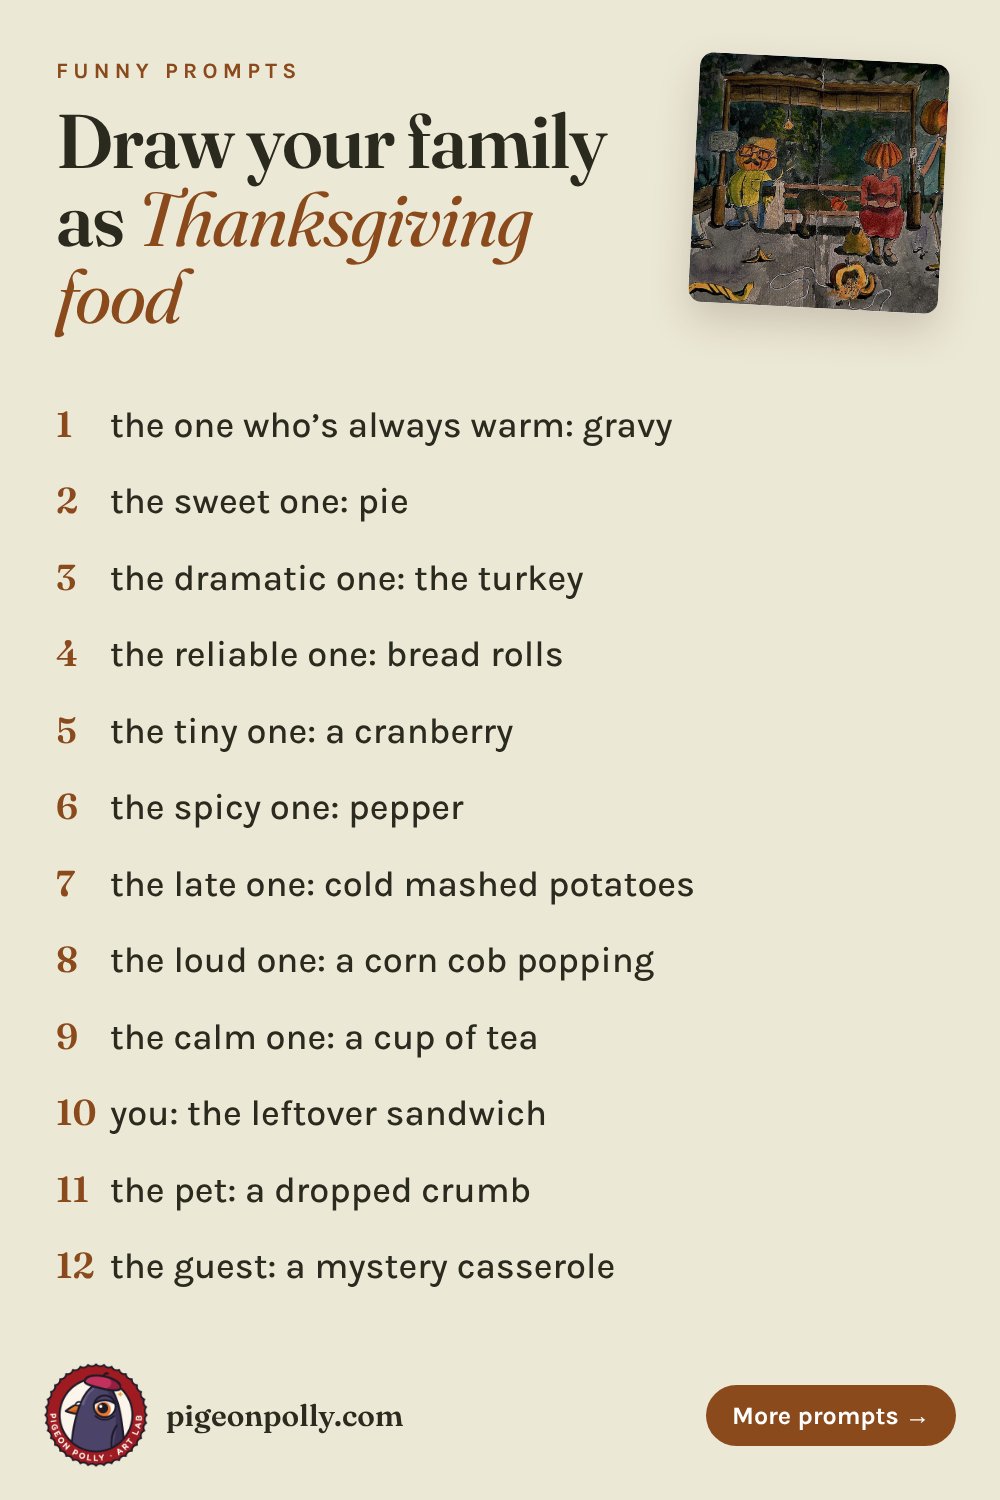 FUNNY PROMPTS
Draw your family
as Thanksgiving
food
1 the one who’s always warm: gravy
2 the sweet one: pie
3 the dramatic one: the turkey
4 the reliable one: bread rolls
5 the tiny one: a cranberry
6 the spicy one: pepper
7 the late one: cold mashed potatoes
8 the loud one: a corn cob popping
9 the calm one: a cup of tea
10 you: the leftover sandwich
11 the pet: a dropped crumb
12 the guest: a mystery casserole
PIGEON POLLY · ART LAB
pigeonpolly.com
More prompts →